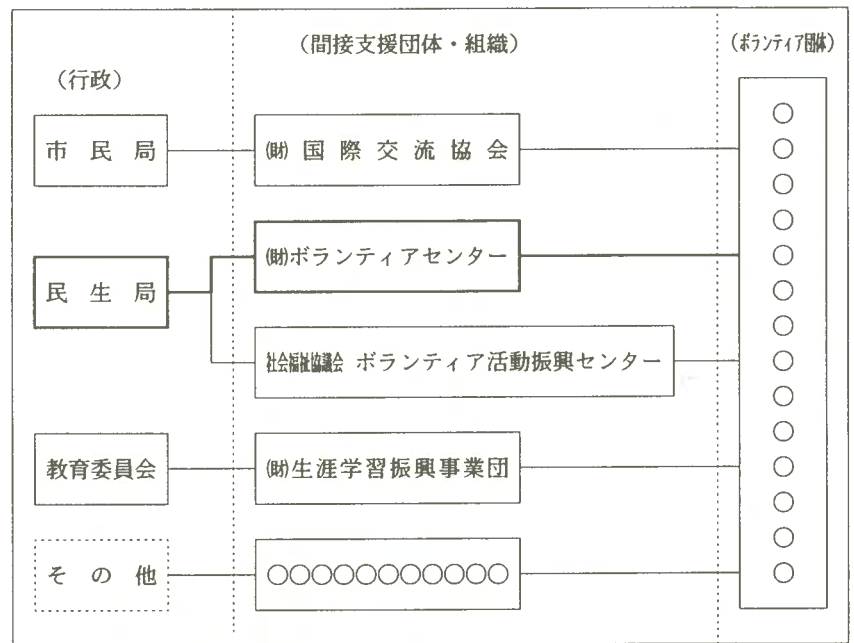 (間接支援団体・組織)
(ボランティア団体)
(行政)
市民局
㈶国際交流協会
民生局
㈶ボランティアセンター
社会福祉協議会 ボランティア活動振興センター
教育委員会
㈶生涯学習振興事業団
その他
○○○○○○○○○○○
○
○
○
○
○
○
○
○
○
○
○
○
○
○